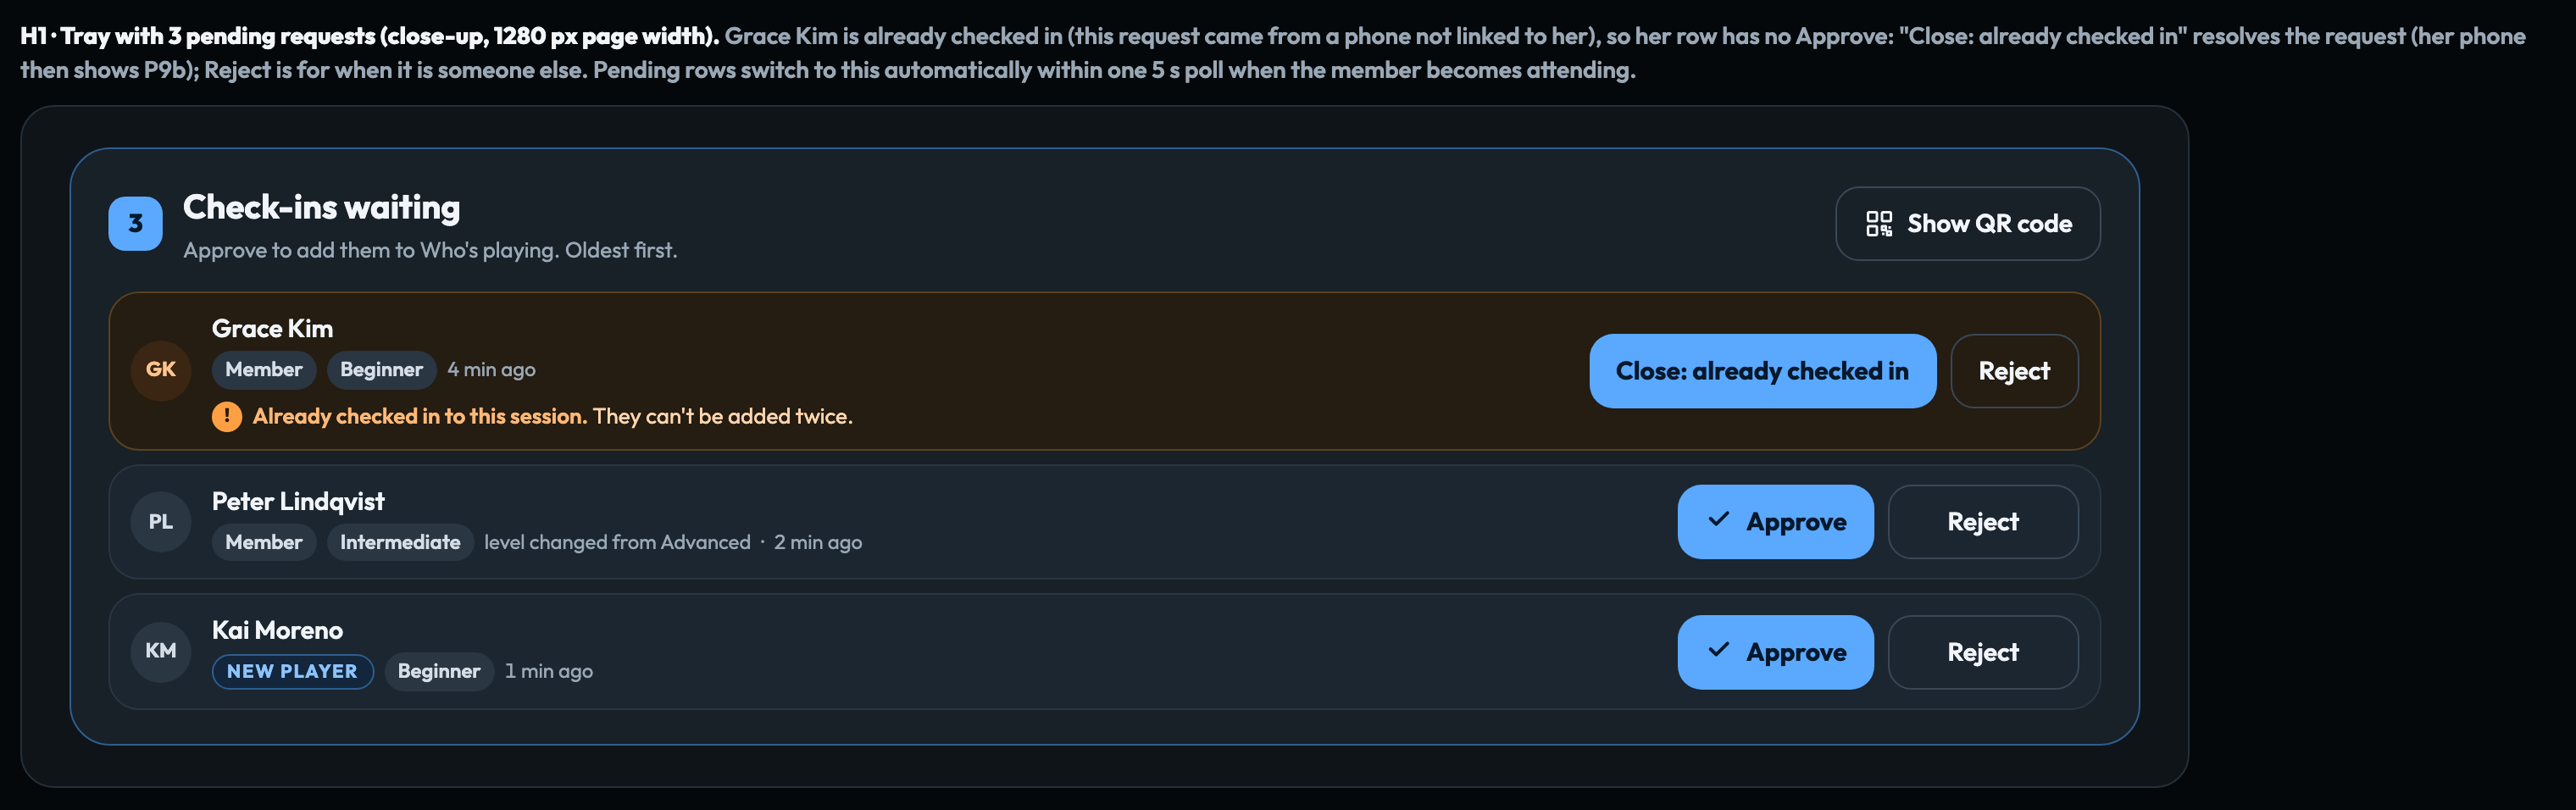 H1 · Tray with 3 pending requests (close-up, 1280 px page width). Grace Kim is already checked in (this request came from a phone not linked to her), so her row has no Approve: "Close: already checked in" resolves the request (her phone
then shows P9b); Reject is for when it is someone else. Pending rows switch to this automatically within one 5 s poll when the member becomes attending.
3
Check-ins waiting
Approve to add them to Who's playing. Oldest first.
Show QR code
GK
Grace Kim
Member Beginner 4 min ago
! Already checked in to this session. They can't be added twice.
Close: already checked in
Reject
PL
Peter Lindqvist
Member Intermediate level changed from Advanced · 2 min ago
Approve
Reject
KM
Kai Moreno
NEW PLAYER Beginner 1 min ago
Approve
Reject